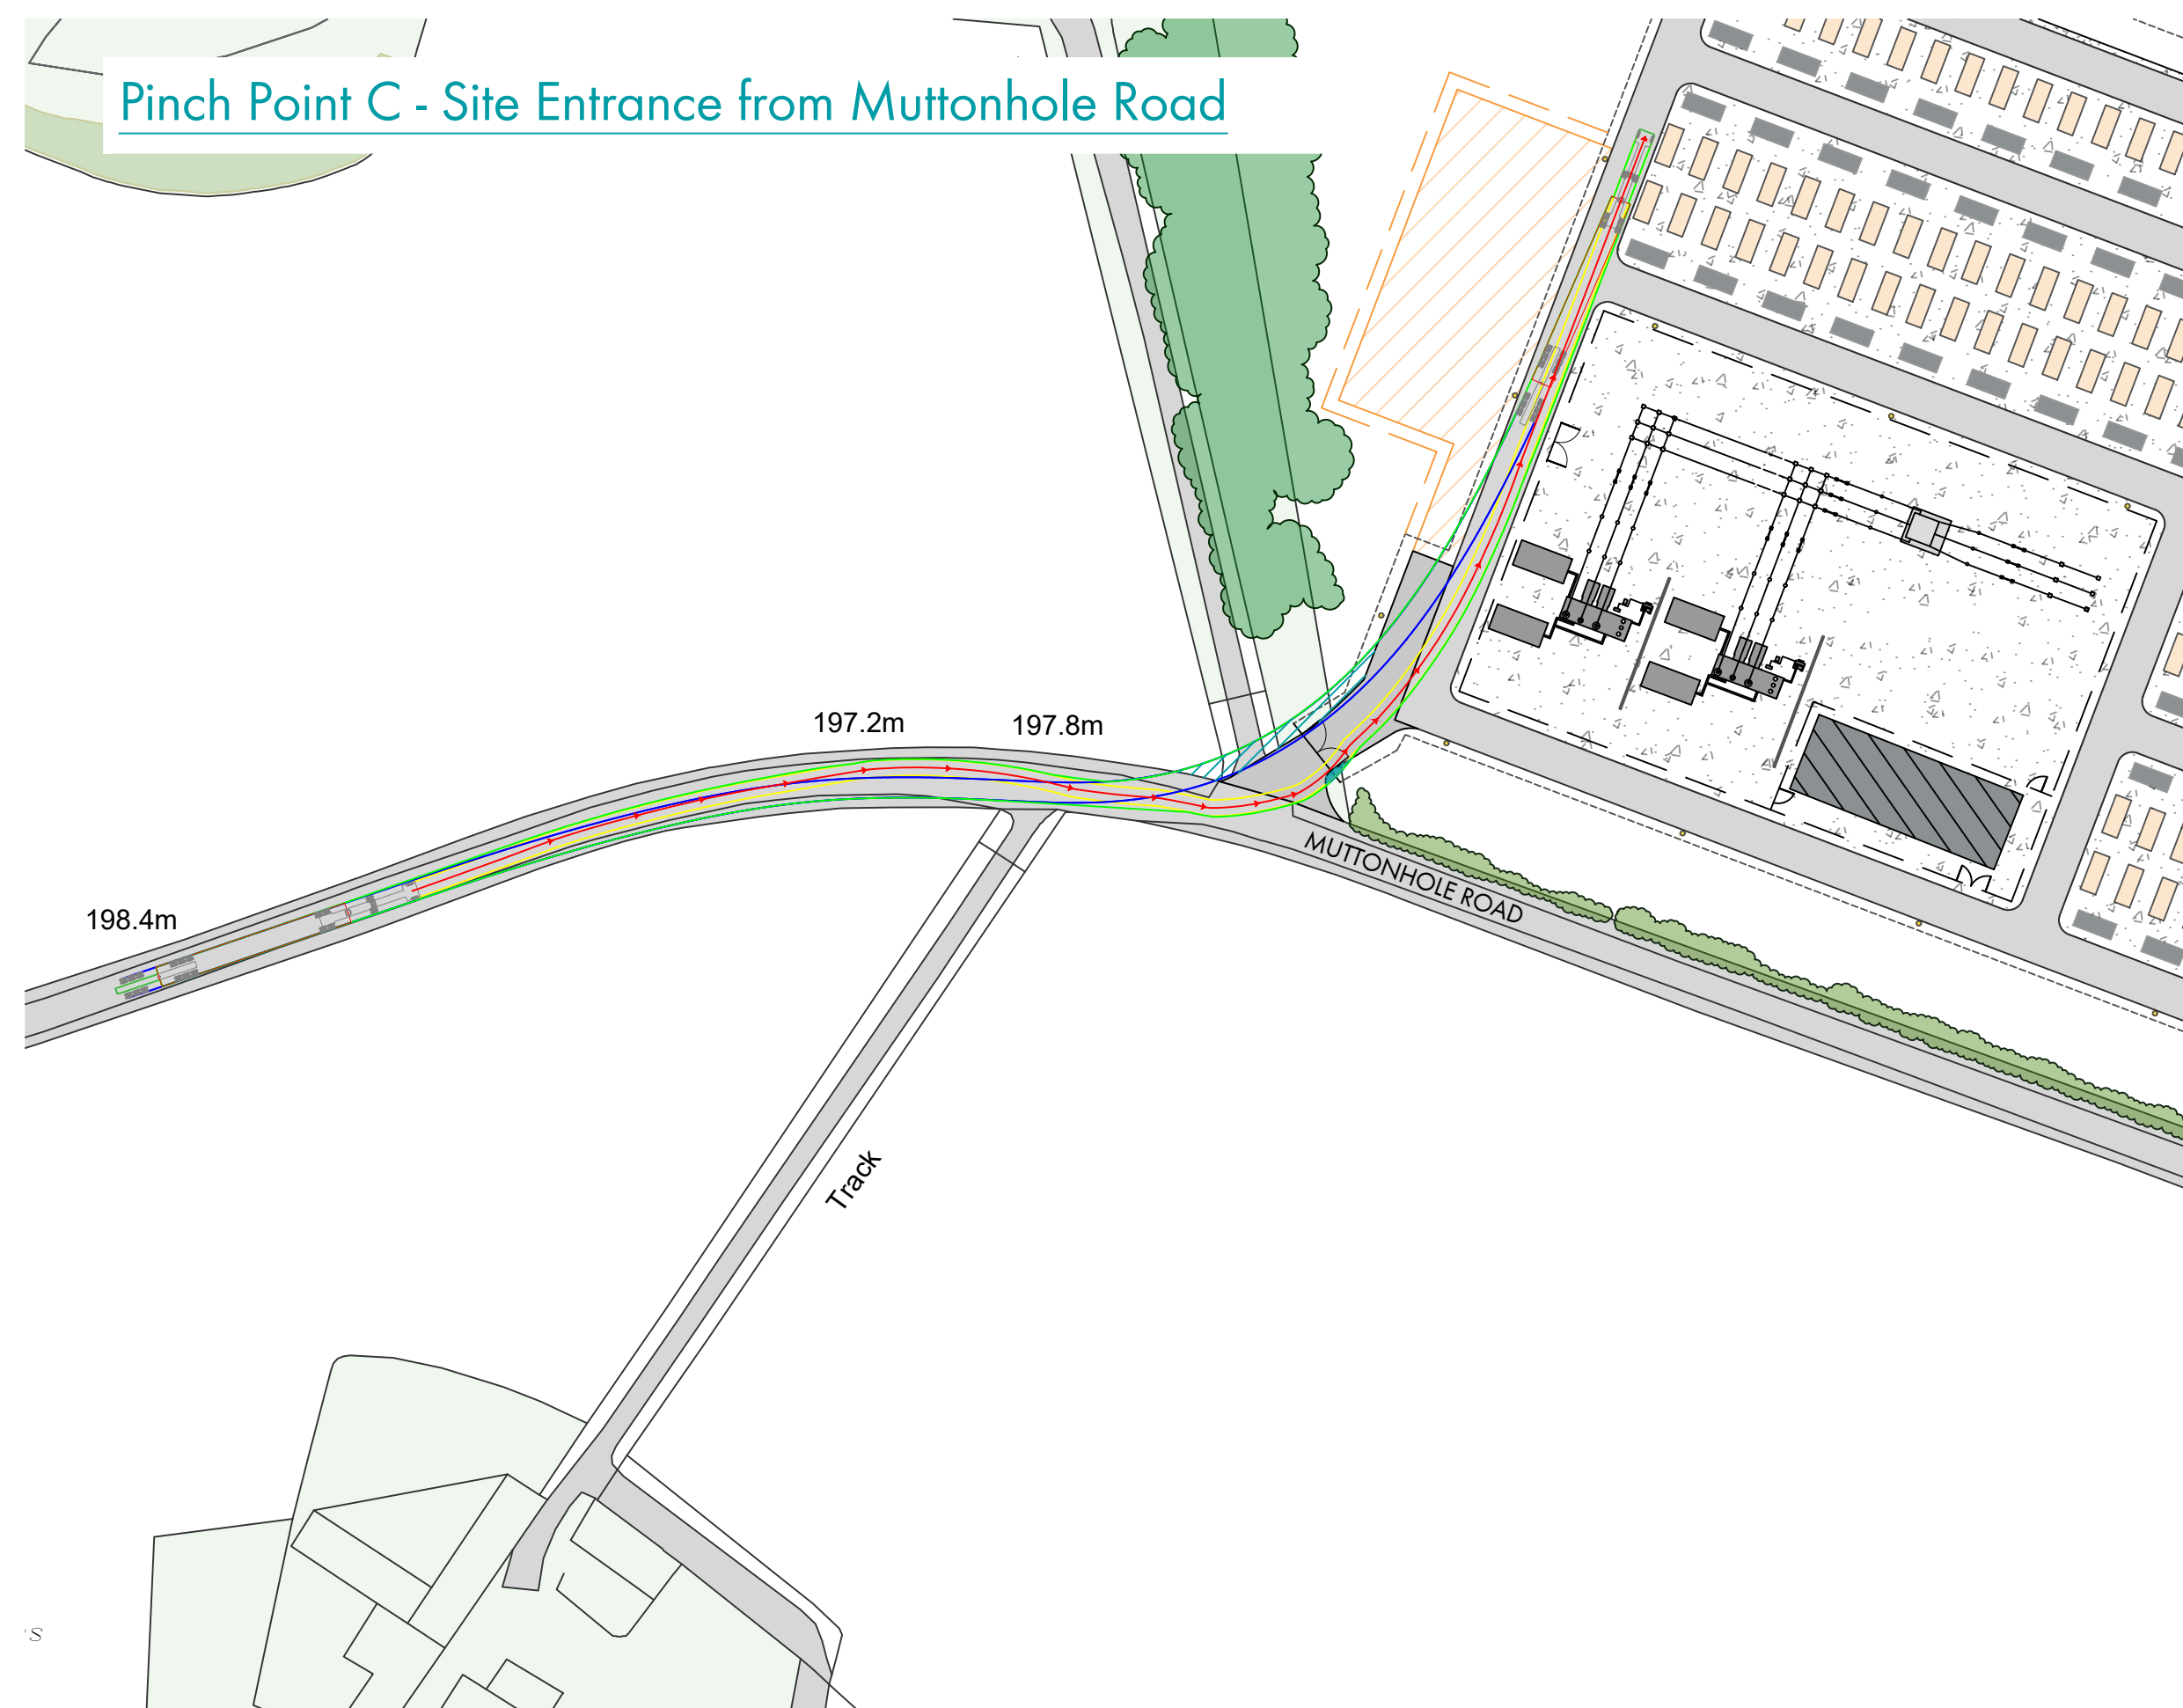 Pinch Point C - Site Entrance from Muttonhole Road
197.2m
197.8m
198.4m
MUTTONHOLE ROAD
Track
's